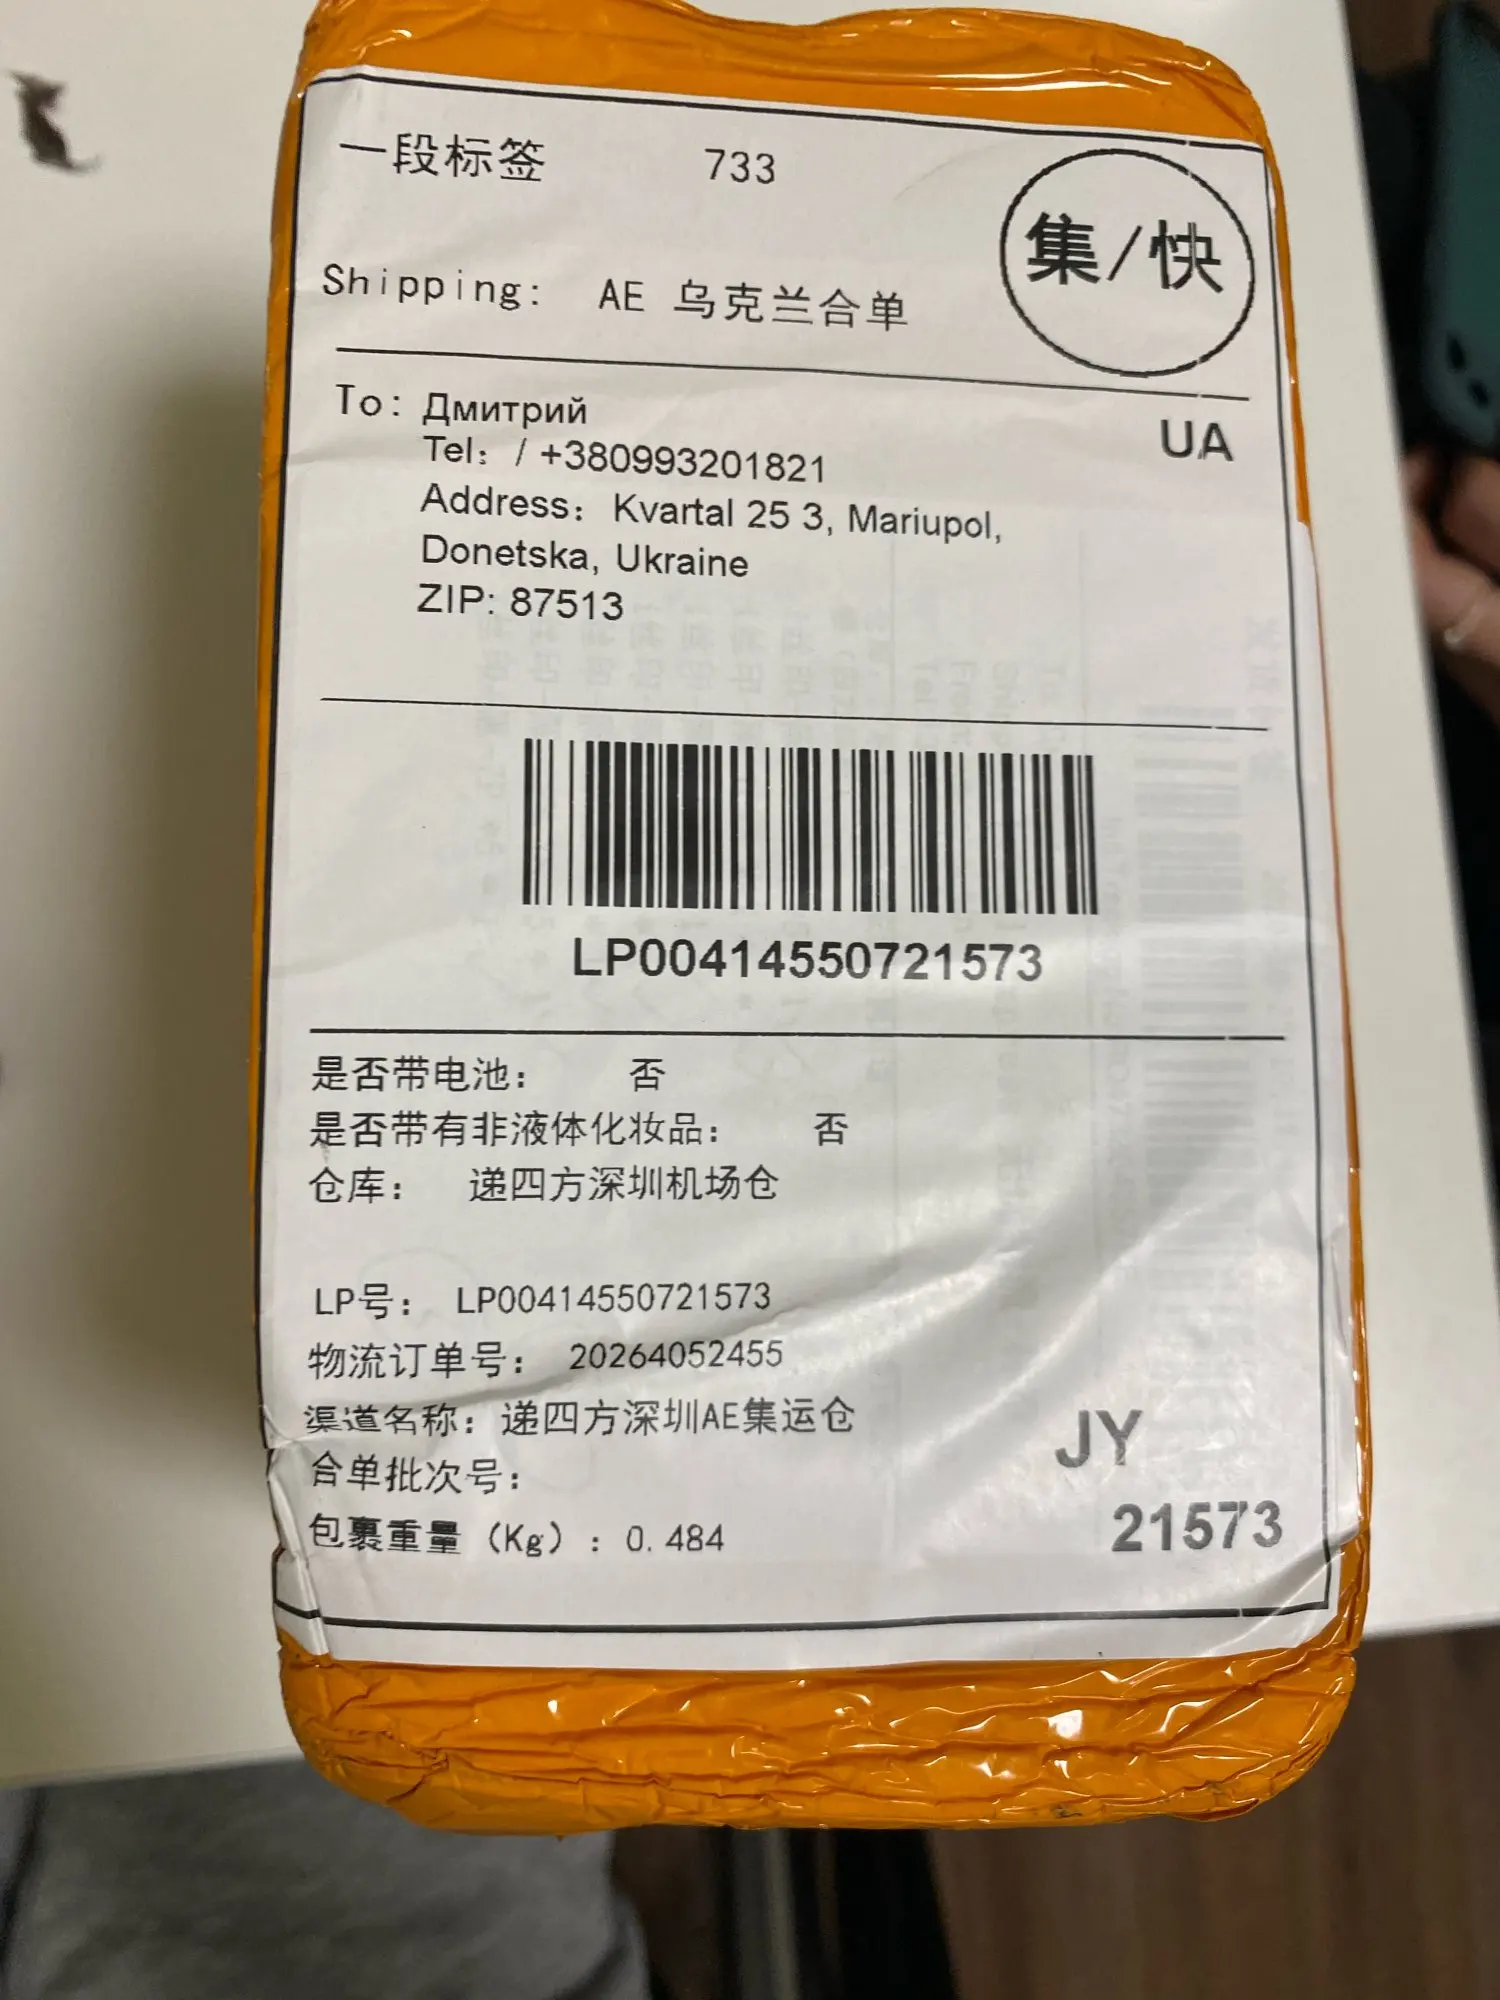 一段标签 733
集/快
Shipping: AE 乌克兰合单
To: Дмитрий
UA
Tel: / +380993201821
Address: Kvartal 25 3, Mariupol,
Donetska, Ukraine
ZIP: 87513
LP00414550721573
是否带电池: 否
是否带有非液体化妆品: 否
仓库: 递四方深圳机场仓
LP号: LP00414550721573
物流订单号: 20264052455
渠道名称: 递四方深圳AE集运仓
JY
合单批次号:
包裹重量 (Kg) : 0.484
21573